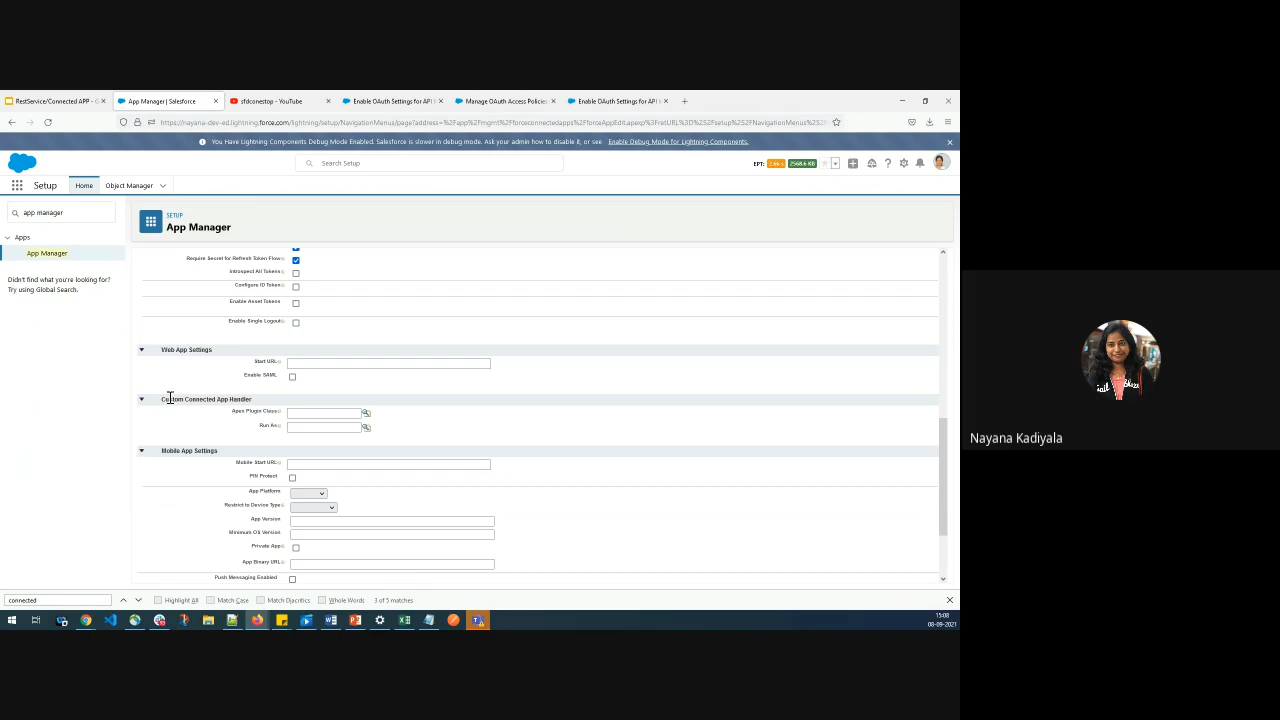 RestService/Connected APP - G
App Manager | Salesforce
sfdconestop - YouTube
Enable OAuth Settings for API I
Manage OAuth Access Policies
Enable OAuth Settings for API I
You Have Lightning Components Debug Mode Enabled. Salesforce is slower in debug mode. Ask your admin how to disable it, or see Enable Debug Mode for Lightning Components.
Search Setup
EPT:
Setup
Home
Object Manager
app manager
SETUP
App Manager
Apps
App Manager
Didn't find what you're looking for?
Try using Global Search.
Require Secret for Refresh Token Flow
Introspect All Tokens
Configure ID Token
Enable Asset Tokens
Enable Single Logout
Web App Settings
Start URL
Enable SAML
Custom Connected App Handler
Apex Plugin Class
Run As
Mobile App Settings
Mobile Start URL
PIN Protect
App Platform
Restrict to Device Type
App Version
Minimum OS Version
Private App
App Binary URL
Push Messaging Enabled
Nayana Kadiyala
connected
Highlight All
Match Case
Match Diacritics
Whole Words
3 of 5 matches
15:08
08-09-2021